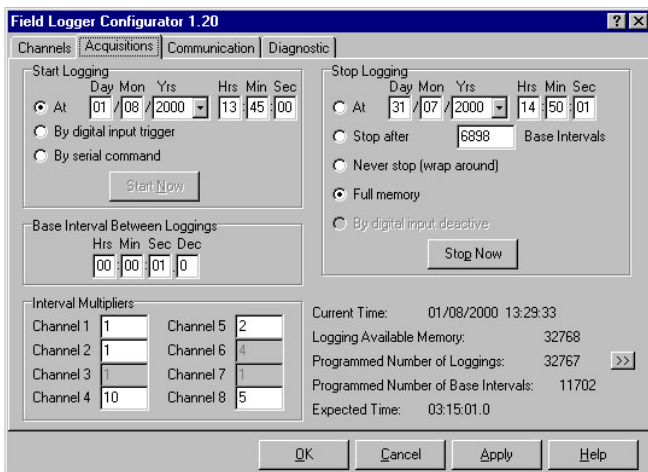 Field Logger Configurator 1.20
Channels Acquisitions Communication Diagnostic
Start Logging
Day Mon Yrs Hrs Min Sec
At 01 / 08 / 2000 13 : 45 : 00
By digital input trigger
By serial command
Start Now
Base Interval Between Loggings
Hrs Min Sec Dec
00 : 00 : 01 . 0
Interval Multipliers
Channel 1 1 Channel 5 2
Channel 2 1 Channel 6 4
Channel 3 1 Channel 7 1
Channel 4 10 Channel 8 5
Stop Logging
Day Mon Yrs Hrs Min Sec
At 31 / 07 / 2000 14 : 50 : 01
Stop after 6898 Base Intervals
Never stop (wrap around)
Full memory
By digital input deactive
Stop Now
Current Time: 01/08/2000 13:29:33
Logging Available Memory: 32768
Programmed Number of Loggings: 32767 >>
Programmed Number of Base Intervals: 11702
Expected Time: 03:15:01.0
OK Cancel Apply Help